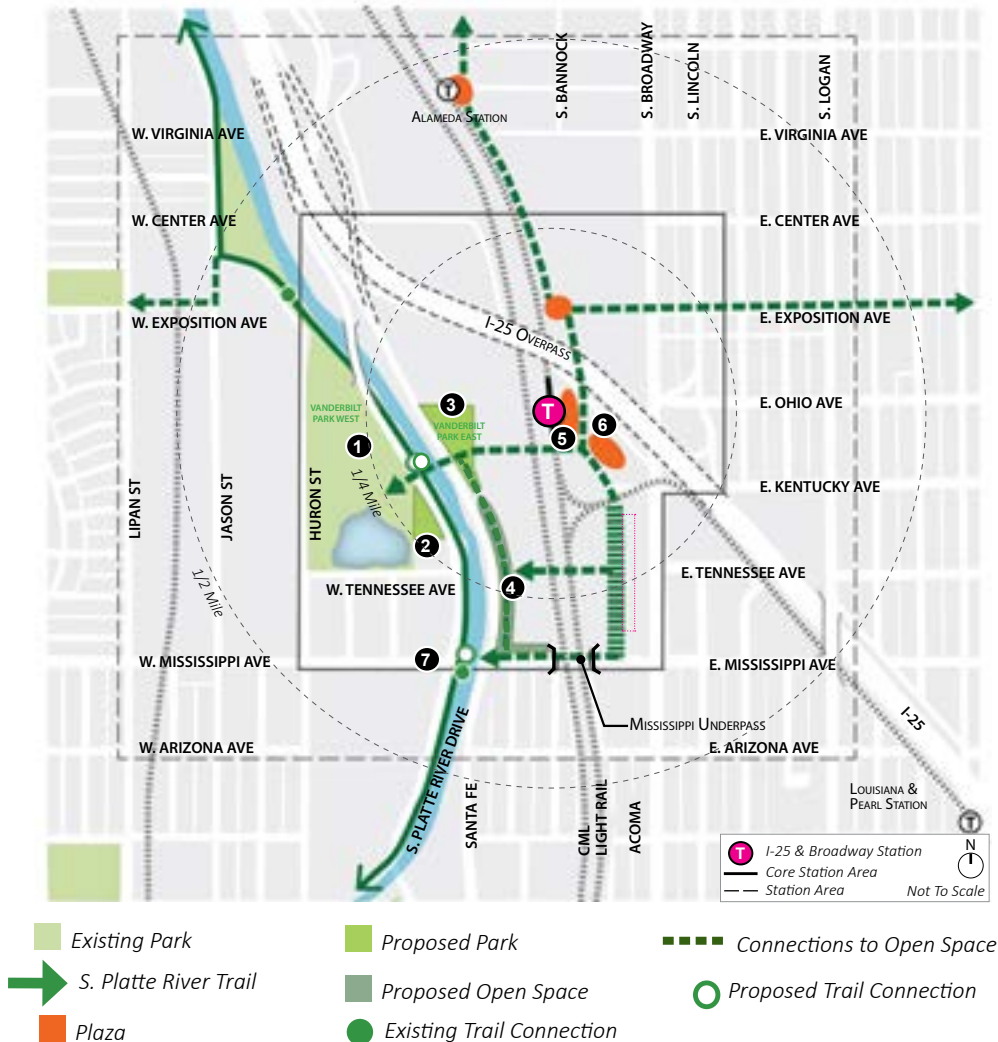 S. BANNOCK
S. BROADWAY
S. LINCOLN
S. LOGAN
T
ALAMEDA STATION
W. VIRGINIA AVE
E. VIRGINIA AVE
W. CENTER AVE
E. CENTER AVE
W. EXPOSITION AVE
E. EXPOSITION AVE
I-25 OVERPASS
E. OHIO AVE
VANDERBILT
PARK WEST
3
VANDERBILT
PARK EAST
T
5
6
1
1/4 MILE
E. KENTUCKY AVE
LIPAN ST
JASON ST
HURON ST
2
1/2 MILE
W. TENNESSEE AVE
4
E. TENNESSEE AVE
W. MISSISSIPPI AVE
7
E. MISSISSIPPI AVE
MISSISSIPPI UNDERPASS
I-25
W. ARIZONA AVE
E. ARIZONA AVE
S. PLATTE RIVER DRIVE
SANTA FE
CML
LIGHT RAIL
ACOMA
LOUISIANA &
PEARL STATION
T
T I-25 & Broadway Station
Core Station Area
Station Area
N
Not To Scale
Existing Park
Proposed Park
Connections to Open Space
S. Platte River Trail
Proposed Open Space
Proposed Trail Connection
Plaza
Existing Trail Connection